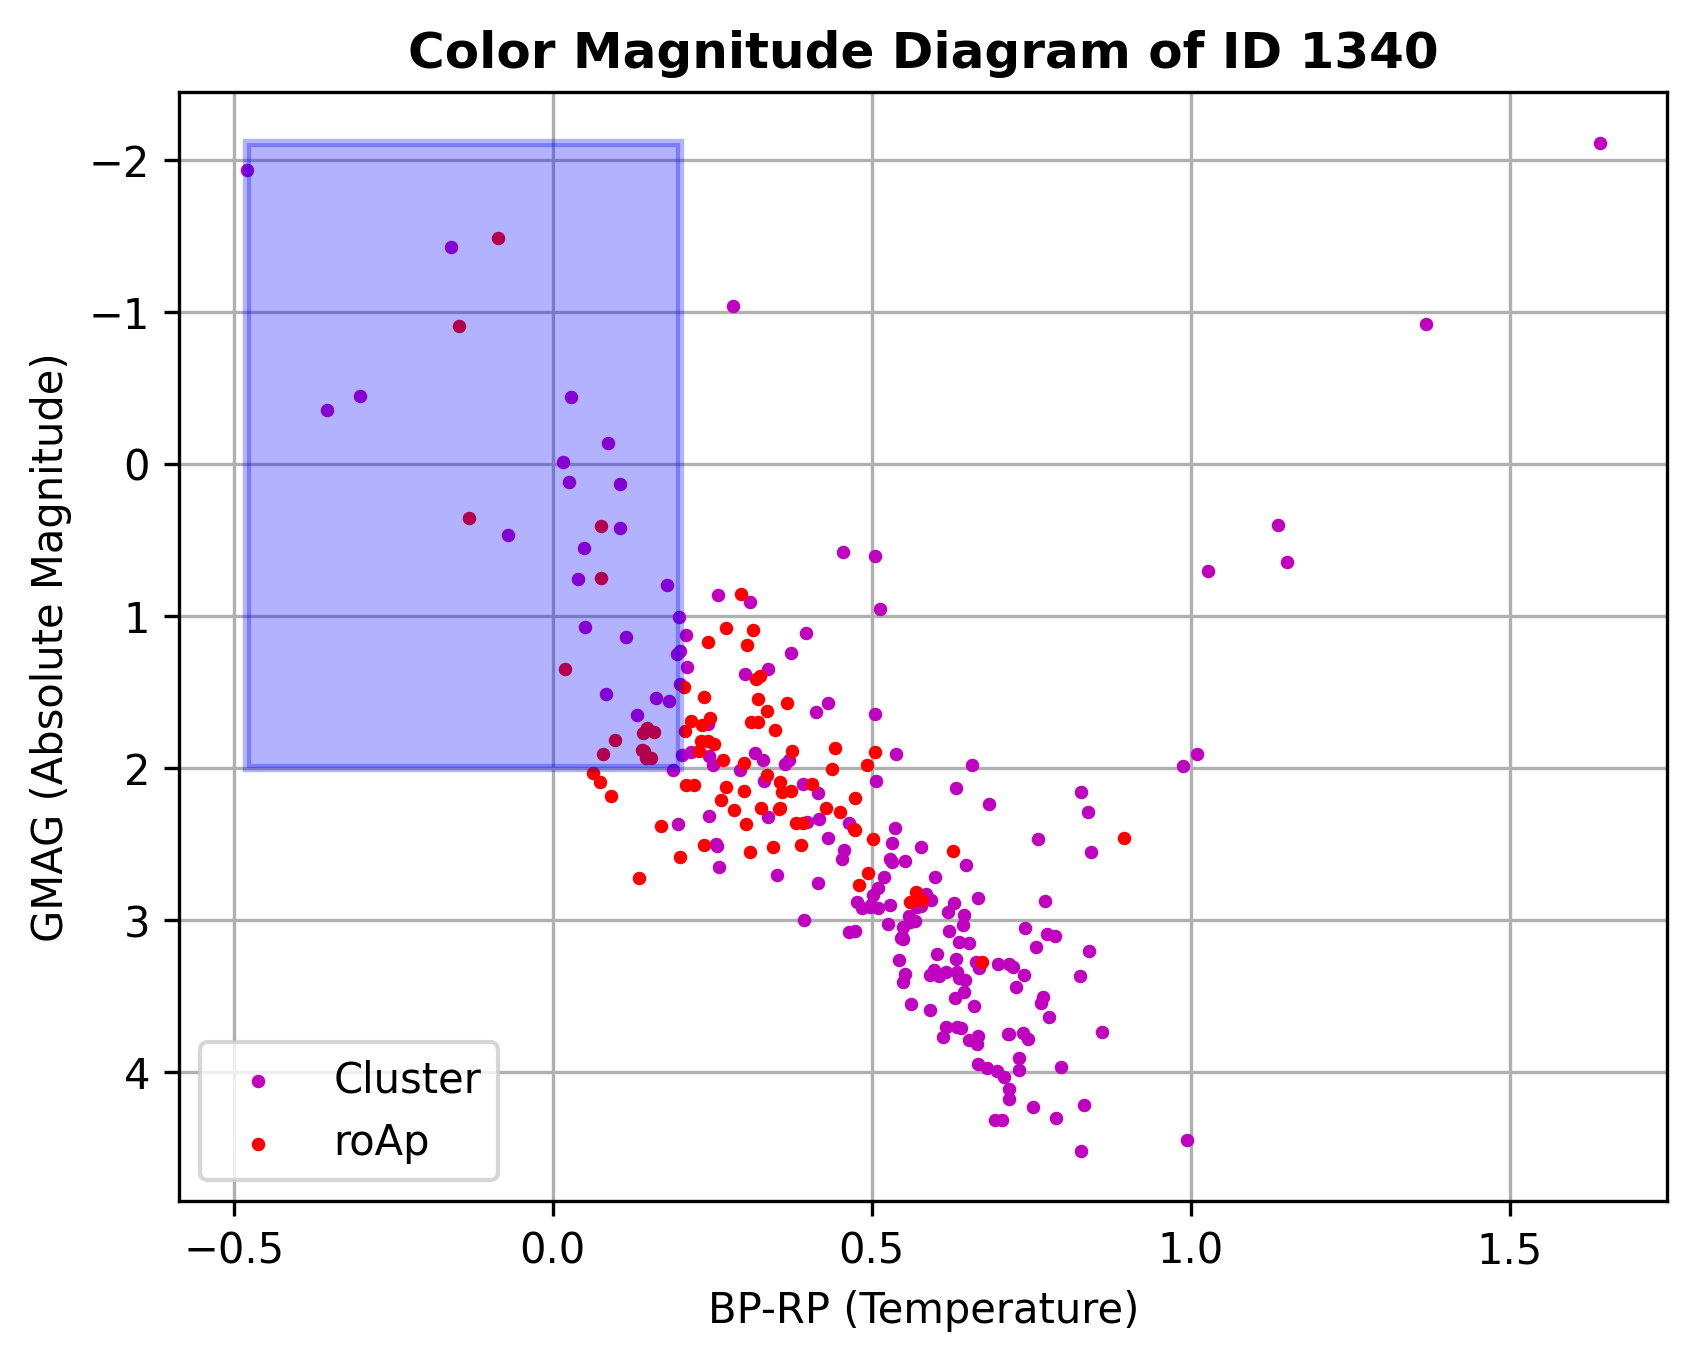 Color Magnitude Diagram of ID 1340
GMAG (Absolute Magnitude)
−2
−1
0
1
2
3
4
Cluster
roAp
−0.5 0.0 0.5 1.0 1.5
BP-RP (Temperature)